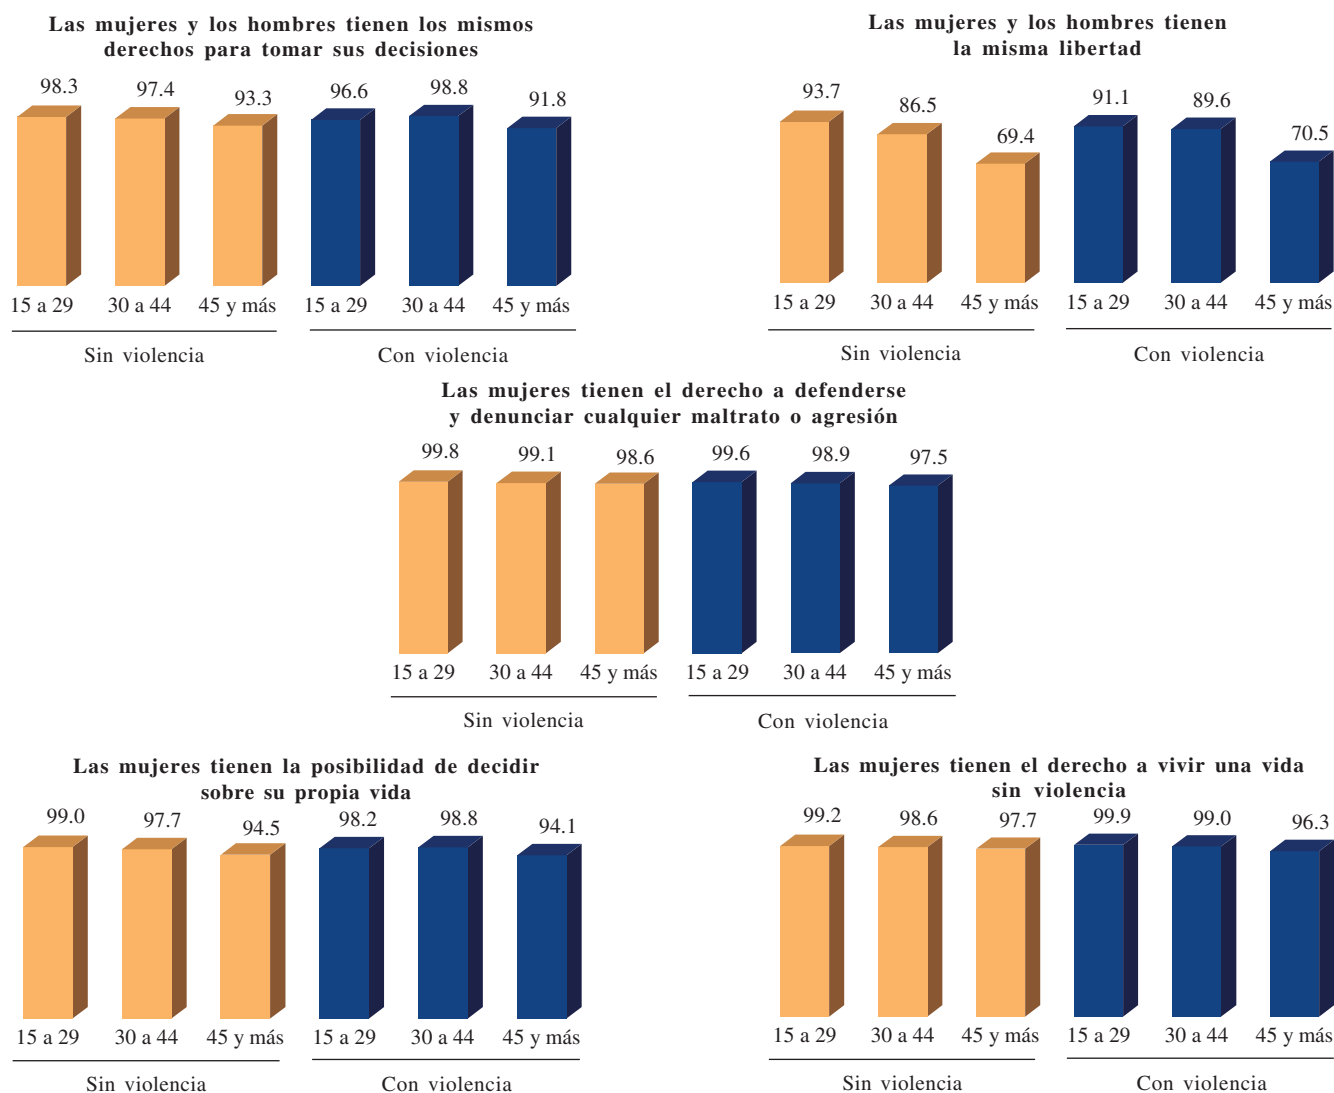 Las mujeres y los hombres tienen los mismos
derechos para tomar sus decisiones
98.3 97.4 93.3 96.6 98.8 91.8
15 a 29 30 a 44 45 y más 15 a 29 30 a 44 45 y más
Sin violencia Con violencia
Las mujeres y los hombres tienen
la misma libertad
93.7 86.5 69.4 91.1 89.6 70.5
15 a 29 30 a 44 45 y más 15 a 29 30 a 44 45 y más
Sin violencia Con violencia
Las mujeres tienen el derecho a defenderse
y denunciar cualquier maltrato o agresión
99.8 99.1 98.6 99.6 98.9 97.5
15 a 29 30 a 44 45 y más 15 a 29 30 a 44 45 y más
Sin violencia Con violencia
Las mujeres tienen la posibilidad de decidir
sobre su propia vida
99.0 97.7 94.5 98.2 98.8 94.1
15 a 29 30 a 44 45 y más 15 a 29 30 a 44 45 y más
Sin violencia Con violencia
Las mujeres tienen el derecho a vivir una vida
sin violencia
99.2 98.6 97.7 99.9 99.0 96.3
15 a 29 30 a 44 45 y más 15 a 29 30 a 44 45 y más
Sin violencia Con violencia